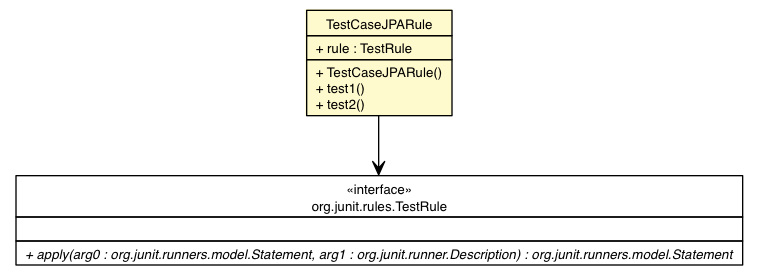 TestCaseJPARule
+ rule : TestRule
+ TestCaseJPARule()
+ test1()
+ test2()
«interface»
org.junit.rules.TestRule
+ apply(arg0 : org.junit.runners.model.Statement, arg1 : org.junit.runner.Description) : org.junit.runners.model.Statement